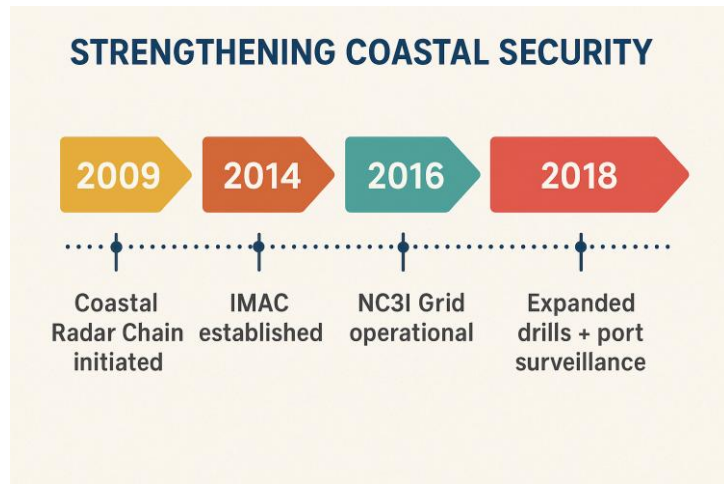 STRENGTHENING COASTAL SECURITY
2009
2014
2016
2018
Coastal
Radar Chain
initiated
IMAC
established
NC3I Grid
operational
Expanded
drills + port
surveillance